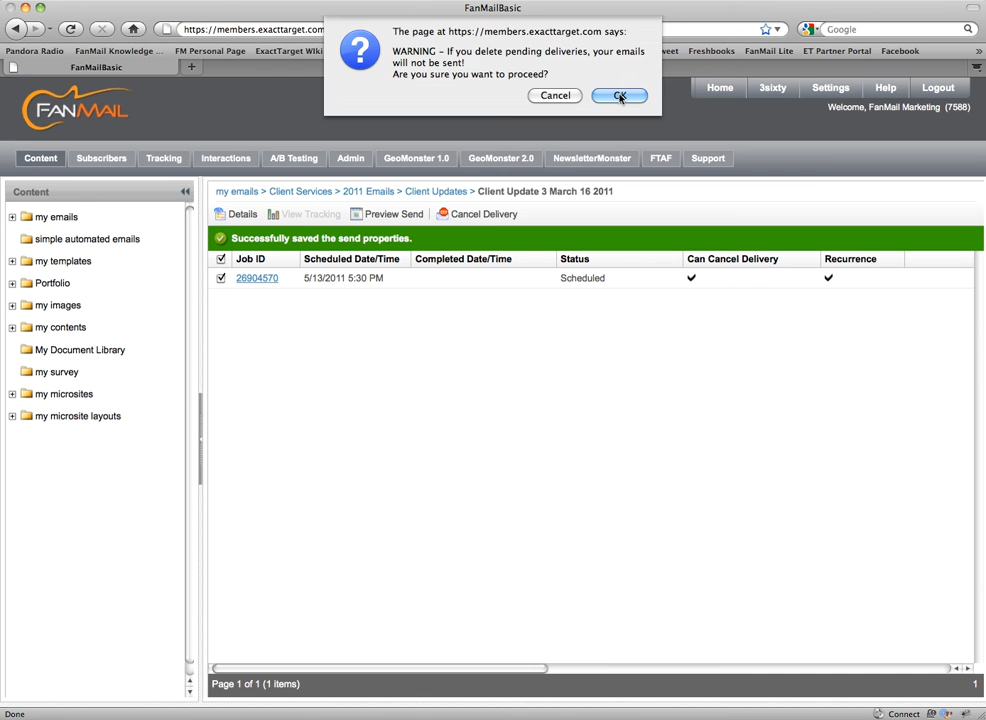 FanMailBasic
The page at https://members.exacttarget.com says:
WARNING - If you delete pending deliveries, your emails
will not be sent!
Are you sure you want to proceed?
Cancel
OK
https://members.exacttarget.com
Google
Pandora Radio
FanMail Knowledge ...
FM Personal Page
ExactTarget Wiki
Freshbooks
FanMail Lite
ET Partner Portal
Facebook
FanMailBasic
FANMAIL
Home
3sixty
Settings
Help
Logout
Welcome, FanMail Marketing (7588)
Content
Subscribers
Tracking
Interactions
A/B Testing
Admin
GeoMonster 1.0
GeoMonster 2.0
NewsletterMonster
FTAF
Support
Content
my emails
simple automated emails
my templates
Portfolio
my images
my contents
My Document Library
my survey
my microsites
my microsite layouts
my emails > Client Services > 2011 Emails > Client Updates > Client Update 3 March 16 2011
Details
View Tracking
Preview Send
Cancel Delivery
Successfully saved the send properties.
Job ID
Scheduled Date/Time
Completed Date/Time
Status
Can Cancel Delivery
Recurrence
26904570
5/13/2011 5:30 PM
Scheduled
Page 1 of 1 (1 items)
1
Done
Connect